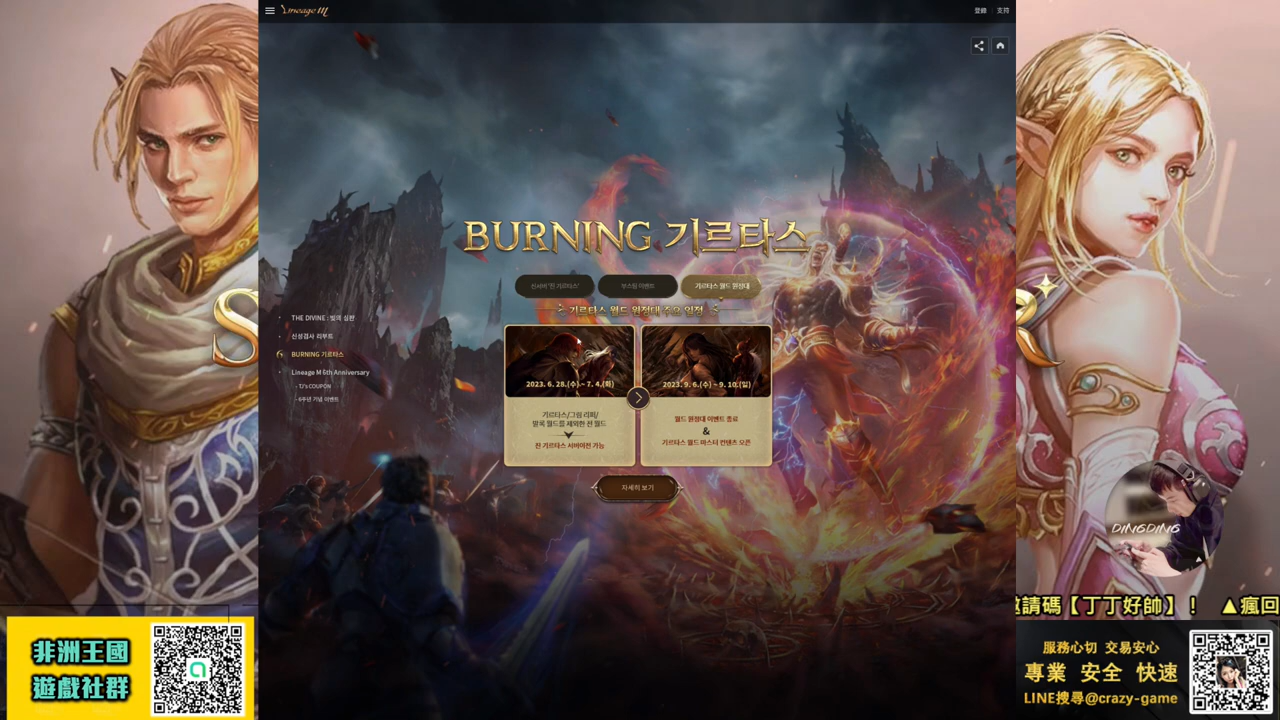 Lineage M
登錄
支符
BURNING 기르타스
신서버 '진 기르타스'
부스팅 이벤트
기르타스 월드 원정대
기르타스 월드 원정대 주요 일정
THE DIVINE : 빛의 심판
신성검사 리부트
BURNING 기르타스
Lineage M 6th Anniversary
- TJ's COUPON
- 6주년 기념 이벤트
2023. 6. 28.(수) ~ 7. 4.(화)
기르타스/그림 리퍼/
발록 월드를 제외한 전 월드
진 기르타스 서버이전 가능
2023. 9. 6.(수) ~ 9. 10.(일)
월드 원정대 이벤트 종료
&
기르타스 월드 마스터 컨텐츠 오픈
자세히 보기
S
R
DINGDING
邀請碼【丁丁好帥】！ ▲瘋回
非洲王國
遊戲社群
服務心切 交易安心
專業 安全 快速
LINE搜尋@crazy-game